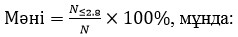 Мәні = N≤2.8/N × 100%, мұнда: